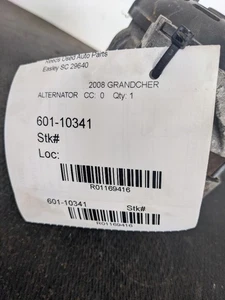 Reeds Used Auto Parts
Easley SC 29640
2008 GRANDCHER
ALTERNATOR CC: 0 Qty: 1
601-10341
Stk#
Loc:
R01169416
601-10341 Stk#
R01169416